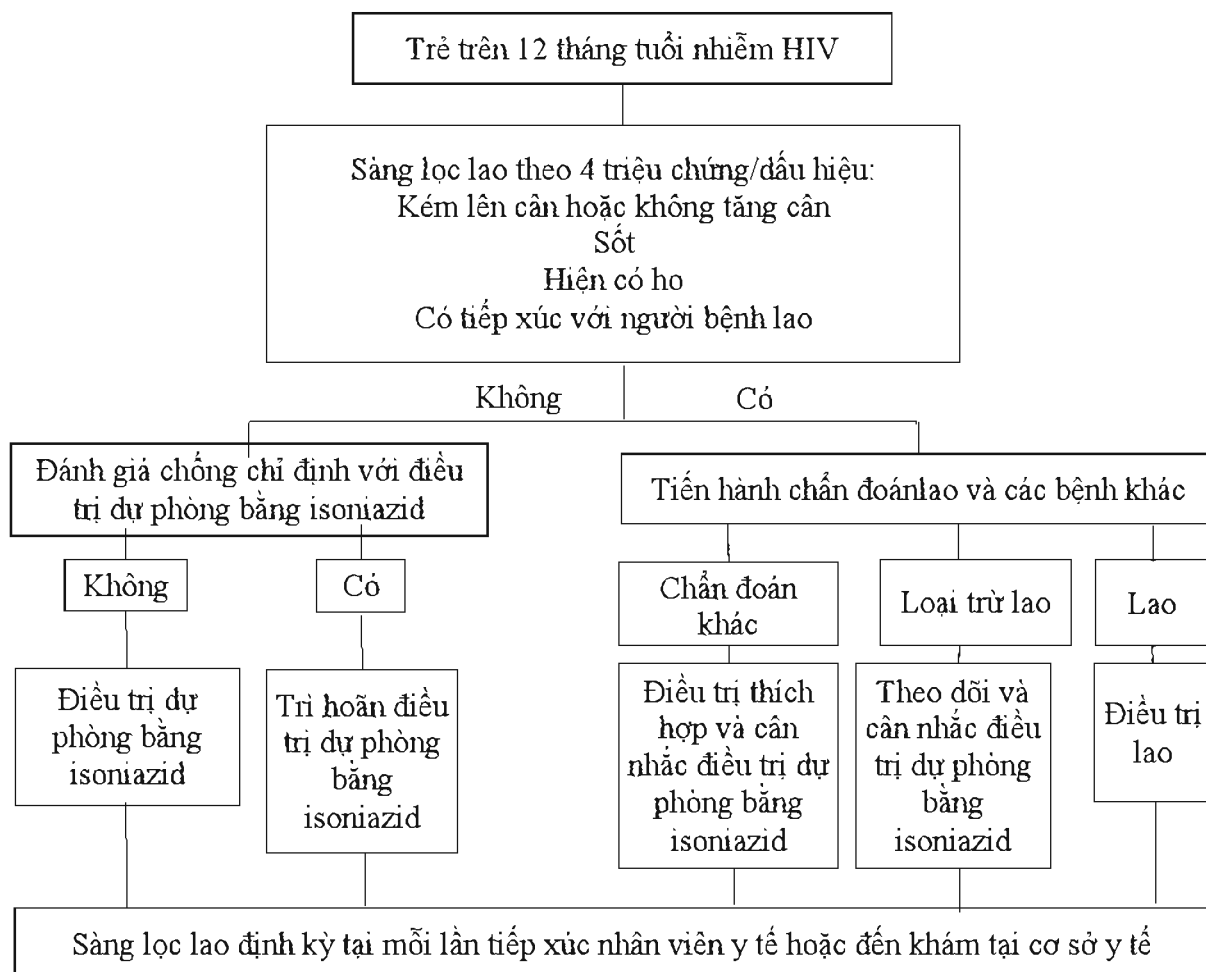 Trẻ trên 12 tháng tuổi nhiễm HIV
Sàng lọc lao theo 4 triệu chứng/dấu hiệu:
Kém lên cân hoặc không tăng cân
Sốt
Hiện có ho
Có tiếp xúc với người bệnh lao
Không
Có
Đánh giá chống chỉ định với điều
trị dự phòng bằng isoniazid
Tiến hành chẩn đoánlao và các bệnh khác
Không
Có
Chẩn đoán
khác
Loại trừ lao
Lao
Điều trị dự
phòng bằng
isoniazid
Trì hoãn điều
trị dự phòng
bằng
isoniazid
Điều trị thích
hợp và cân
nhắc điều trị dự
phòng bằng
isoniazid
Theo dõi và
cân nhắc điều
trị dự phòng
bằng
isoniazid
Điều trị
lao
Sàng lọc lao định kỳ tại mỗi lần tiếp xúc nhân viên y tế hoặc đến khám tại cơ sở y tế